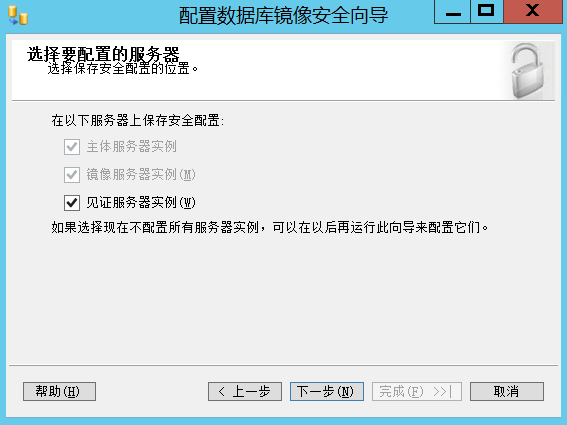 配置数据库镜像安全向导
选择要配置的服务器
选择保存安全配置的位置。
在以下服务器上保存安全配置:
主体服务器实例
镜像服务器实例(M)
见证服务器实例(W)
如果选择现在不配置所有服务器实例，可以在以后再运行此向导来配置它们。
帮助(H) < 上一步 下一步(N) 完成(F) >>| 取消